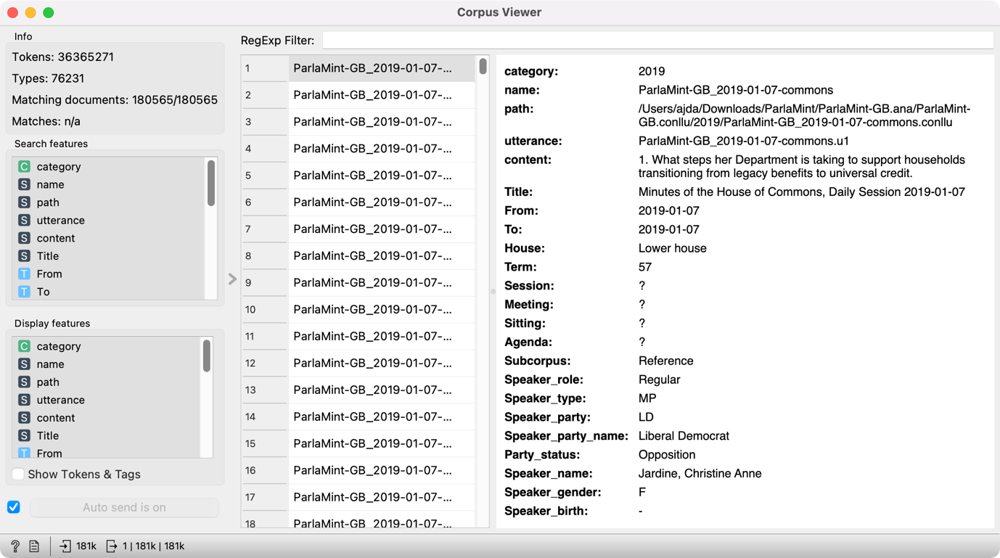 Corpus Viewer
Info
Tokens: 36365271
Types: 76231
Matching documents: 180565/180565
Matches: n/a
Search features
C category
S name
S path
S utterance
S content
S Title
T From
T To
Display features
C category
S name
S path
S utterance
S content
S Title
T From
Show Tokens & Tags
Auto send is on
RegExp Filter:
1 ParlaMint-GB_2019-01-07-...
2 ParlaMint-GB_2019-01-07-...
3 ParlaMint-GB_2019-01-07-...
4 ParlaMint-GB_2019-01-07-...
5 ParlaMint-GB_2019-01-07-...
6 ParlaMint-GB_2019-01-07-...
7 ParlaMint-GB_2019-01-07-...
8 ParlaMint-GB_2019-01-07-...
9 ParlaMint-GB_2019-01-07-...
10 ParlaMint-GB_2019-01-07-...
11 ParlaMint-GB_2019-01-07-...
12 ParlaMint-GB_2019-01-07-...
13 ParlaMint-GB_2019-01-07-...
14 ParlaMint-GB_2019-01-07-...
15 ParlaMint-GB_2019-01-07-...
16 ParlaMint-GB_2019-01-07-...
17 ParlaMint-GB_2019-01-07-...
18 ParlaMint-GB_2019-01-07-...
category: 2019
name: ParlaMint-GB_2019-01-07-commons
path: /Users/ajda/Downloads/ParlaMint/ParlaMint-GB.ana/ParlaMint-
GB.conllu/2019/ParlaMint-GB_2019-01-07-commons.conllu
utterance: ParlaMint-GB_2019-01-07-commons.u1
content: 1. What steps her Department is taking to support households
transitioning from legacy benefits to universal credit.
Title: Minutes of the House of Commons, Daily Session 2019-01-07
From: 2019-01-07
To: 2019-01-07
House: Lower house
Term: 57
Session: ?
Meeting: ?
Sitting: ?
Agenda: ?
Subcorpus: Reference
Speaker_role: Regular
Speaker_type: MP
Speaker_party: LD
Speaker_party_name: Liberal Democrat
Party_status: Opposition
Speaker_name: Jardine, Christine Anne
Speaker_gender: F
Speaker_birth: -
? 181k 1 | 181k | 181k